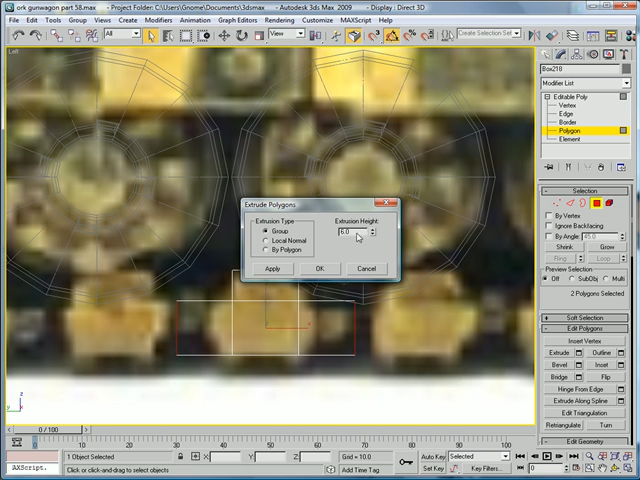 ork gunwagon part 58.max - Project Folder: C:\Users\Gnome\Documents\3dsmax - Autodesk 3ds Max 2009 - Display : Direct 3D
File Edit Tools Group Views Create Modifiers Animation Graph Editors Rendering Customize MAXScript Help
All View Create Selection Set
Left
Box218
Modifier List
Editable Poly
Vertex
Edge
Border
Polygon
Element
Selection
By Vertex
Ignore Backfacing
By Angle: 45.0
Shrink Grow
Ring Loop
Preview Selection
Off SubObj Multi
2 Polygons Selected
Soft Selection
Edit Polygons
Insert Vertex
Extrude Outline
Bevel Inset
Bridge Flip
Hinge From Edge
Extrude Along Spline
Edit Triangulation
Retriangulate Turn
Edit Geometry
Extrude Polygons
Extrusion Type
Group
Local Normal
By Polygon
Extrusion Height:
6.0
Apply OK Cancel
z
y x
0 / 100
0 10 20 30 40 50 60 70 80 90 100
1 Object Selected X: Y: Z: Grid = 10.0 Auto Key Selected
AXScript. Click or click-and-drag to select objects Add Time Tag Set Key Key Filters... 0